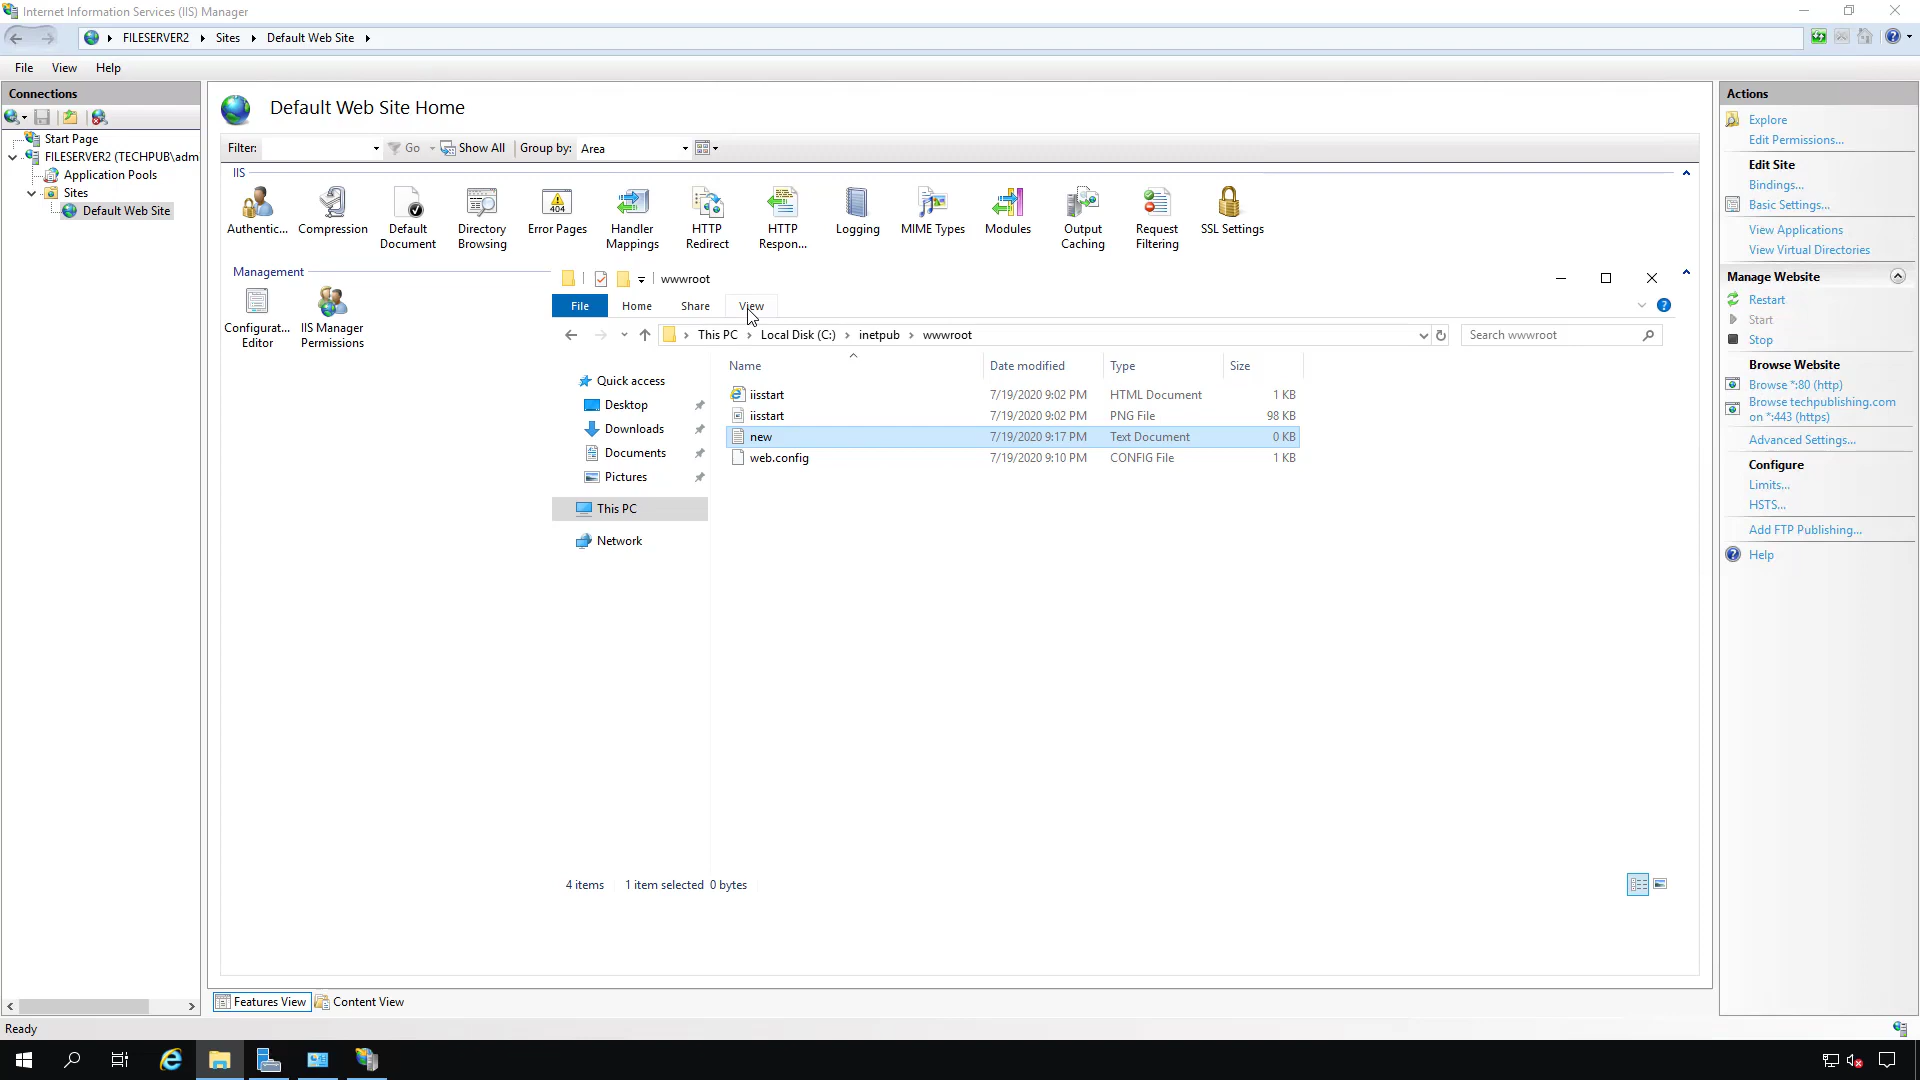 Internet Information Services (IIS) Manager
FILESERVER2 Sites Default Web Site
File View Help
Connections
Start Page
FILESERVER2 (TECHPUB\adm
Application Pools
Sites
Default Web Site
Default Web Site Home
Filter: Go Show All Group by: Area
IIS
Authentic... Compression Default Document Directory Browsing Error Pages Handler Mappings HTTP Redirect HTTP Respon... Logging MIME Types Modules Output Caching Request Filtering SSL Settings
404
Management
Configurat... Editor IIS Manager Permissions
wwwroot
File Home Share View
This PC Local Disk (C:) inetpub wwwroot
Search wwwroot
Quick access
Desktop
Downloads
Documents
Pictures
This PC
Network
Name Date modified Type Size
iisstart 7/19/2020 9:02 PM HTML Document 1 KB
iisstart 7/19/2020 9:02 PM PNG File 98 KB
new 7/19/2020 9:17 PM Text Document 0 KB
web.config 7/19/2020 9:10 PM CONFIG File 1 KB
4 items 1 item selected 0 bytes
Features View Content View
Ready
Actions
Explore
Edit Permissions...
Edit Site
Bindings...
Basic Settings...
View Applications
View Virtual Directories
Manage Website
Restart
Start
Stop
Browse Website
Browse *:80 (http)
Browse techpublishing.com
on *:443 (https)
Advanced Settings...
Configure
Limits...
HSTS...
Add FTP Publishing...
Help